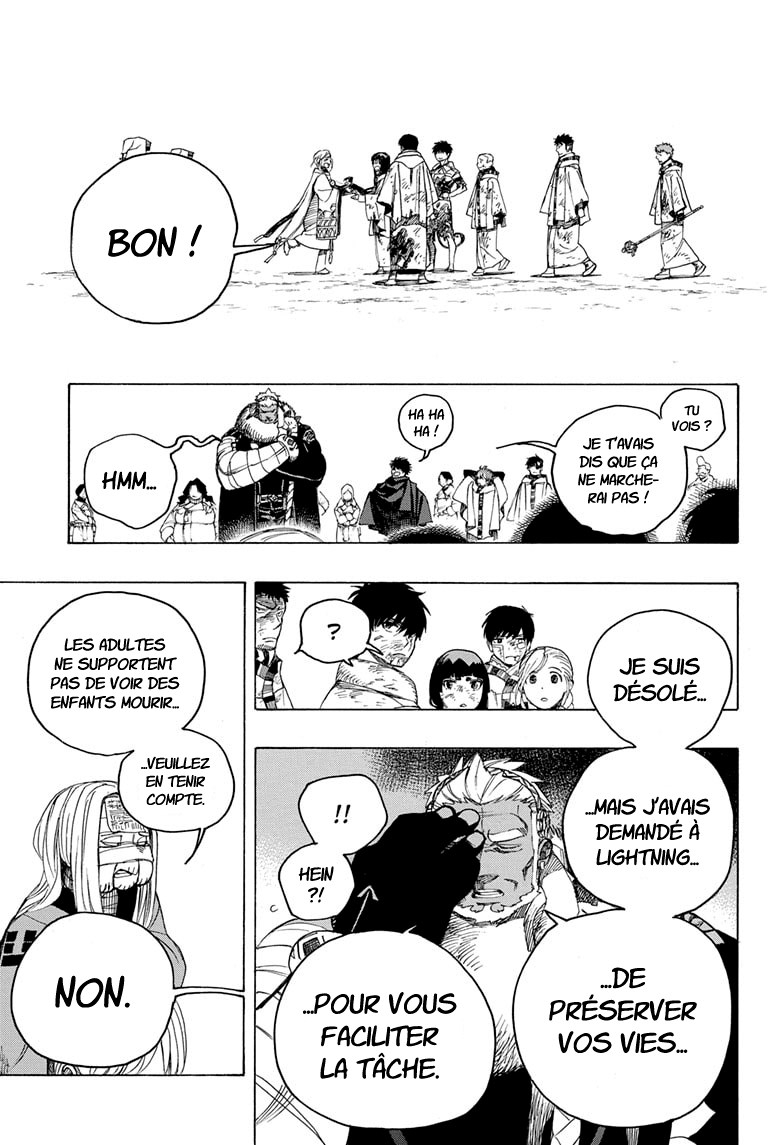 BON !
TU
VOIS ?
JE T'AVAIS
DIS QUE ÇA
NE MARCHE-
RAI PAS !
HA HA
HA !
HMM...
JE SUIS
DÉSOLÉ...
?
...MAIS J'AVAIS
DEMANDÉ À
LIGHTNING...
...DE
PRÉSERVER
VOS VIES...
!!
HEIN
?!
...POUR VOUS
FACILITER
LA TÂCHE.
LES ADULTES
NE SUPPORTENT
PAS DE VOIR DES
ENFANTS MOURIR...
...VEUILLEZ
EN TENIR
COMPTE.
NON.